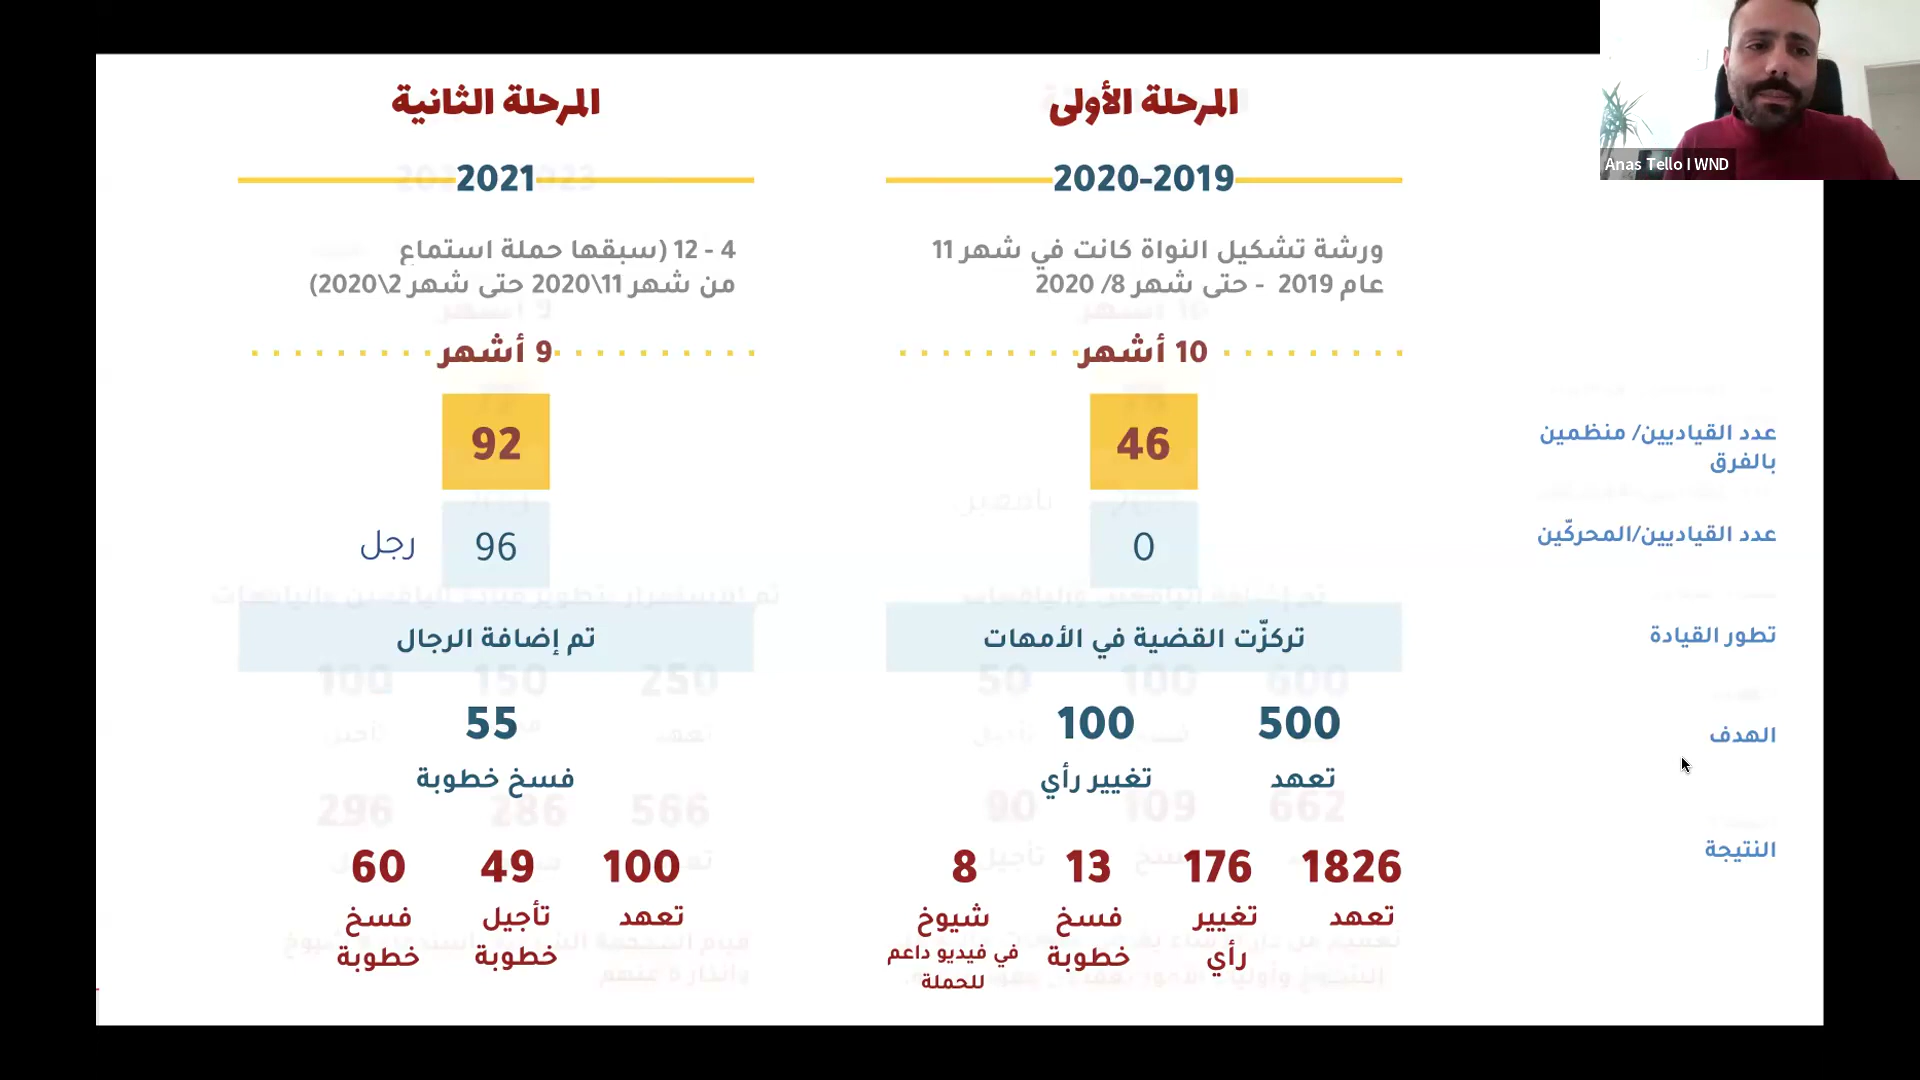 المرحلة الأولى
2020-2019
ورشة تشكيل النواة كانت في شهر 11
عام 2019 - حتى شهر 8/ 2020
10 أشهر
46
0
تركزّت القضية في الأمهات
500
تعهد
100
تغيير رأي
1826
تعهد
176
تغيير
رأي
13
فسخ
خطوبة
8
شيوخ
في فيديو داعم
للحملة
المرحلة الثانية
2021
4 - 12 (سبقها حملة استماع
من شهر 11\2020 حتى شهر 2\2020)
9 أشهر
92
96
رجل
تم إضافة الرجال
55
فسخ خطوبة
100
تعهد
49
تأجيل
خطوبة
60
فسخ
خطوبة
عدد القياديين/ منظمين
بالفرق
عدد القياديين/المحركّين
تطور القيادة
الهدف
النتيجة
Anas Tello I WND